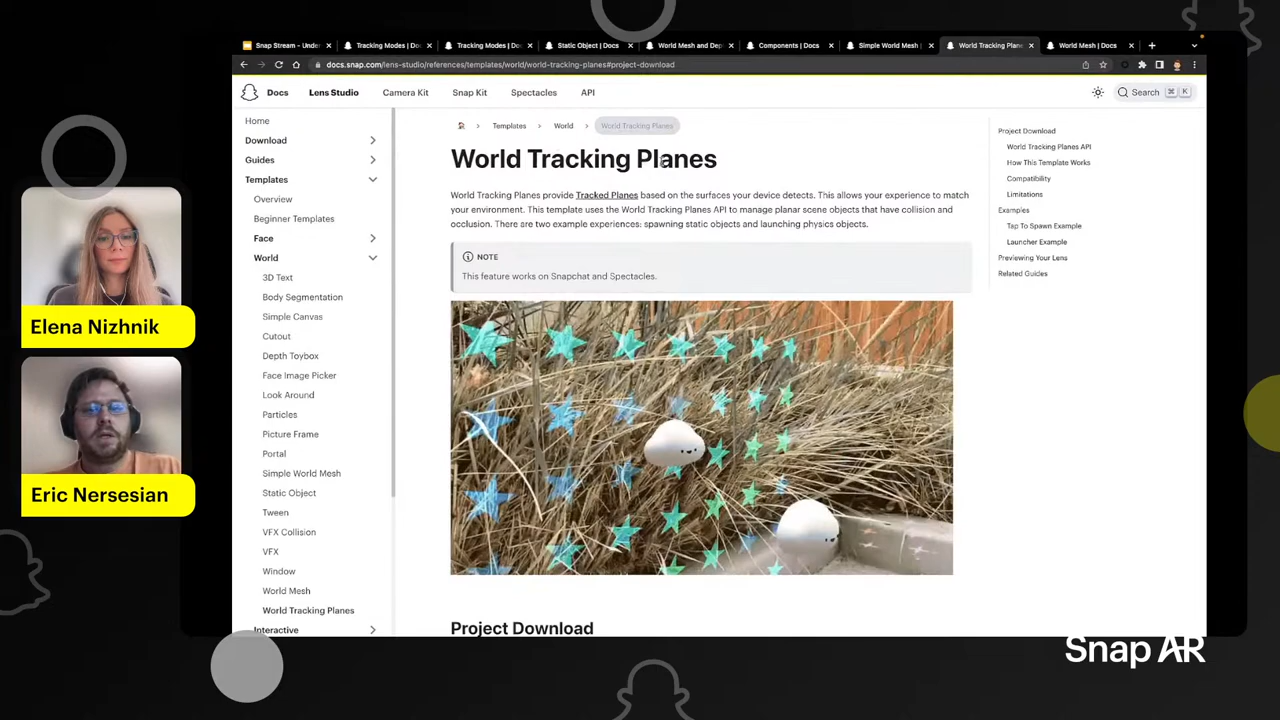 Snap Stream - Unde
Tracking Modes | Do
Tracking Modes | Do
Static Object | Docs
World Mesh and Dep
Components | Docs
Simple World Mesh |
World Tracking Plane
World Mesh | Docs
docs.snap.com/lens-studio/references/templates/world/world-tracking-planes#project-download
Docs
Lens Studio
Camera Kit
Snap Kit
Spectacles
API
Search
⌘
K
Home
Download
Guides
Templates
Overview
Beginner Templates
Face
World
3D Text
Body Segmentation
Simple Canvas
Cutout
Depth Toybox
Face Image Picker
Look Around
Particles
Picture Frame
Portal
Simple World Mesh
Static Object
Tween
VFX Collision
VFX
Window
World Mesh
World Tracking Planes
Interactive
Templates
World
World Tracking Planes
World Tracking Planes
World Tracking Planes provide Tracked Planes based on the surfaces your device detects. This allows your experience to match
your environment. This template uses the World Tracking Planes API to manage planar scene objects that have collision and
occlusion. There are two example experiences: spawning static objects and launching physics objects.
NOTE
This feature works on Snapchat and Spectacles.
Project Download
Project Download
World Tracking Planes API
How This Template Works
Compatibility
Limitations
Examples
Tap To Spawn Example
Launcher Example
Previewing Your Lens
Related Guides
Elena Nizhnik
Eric Nersesian
Snap AR